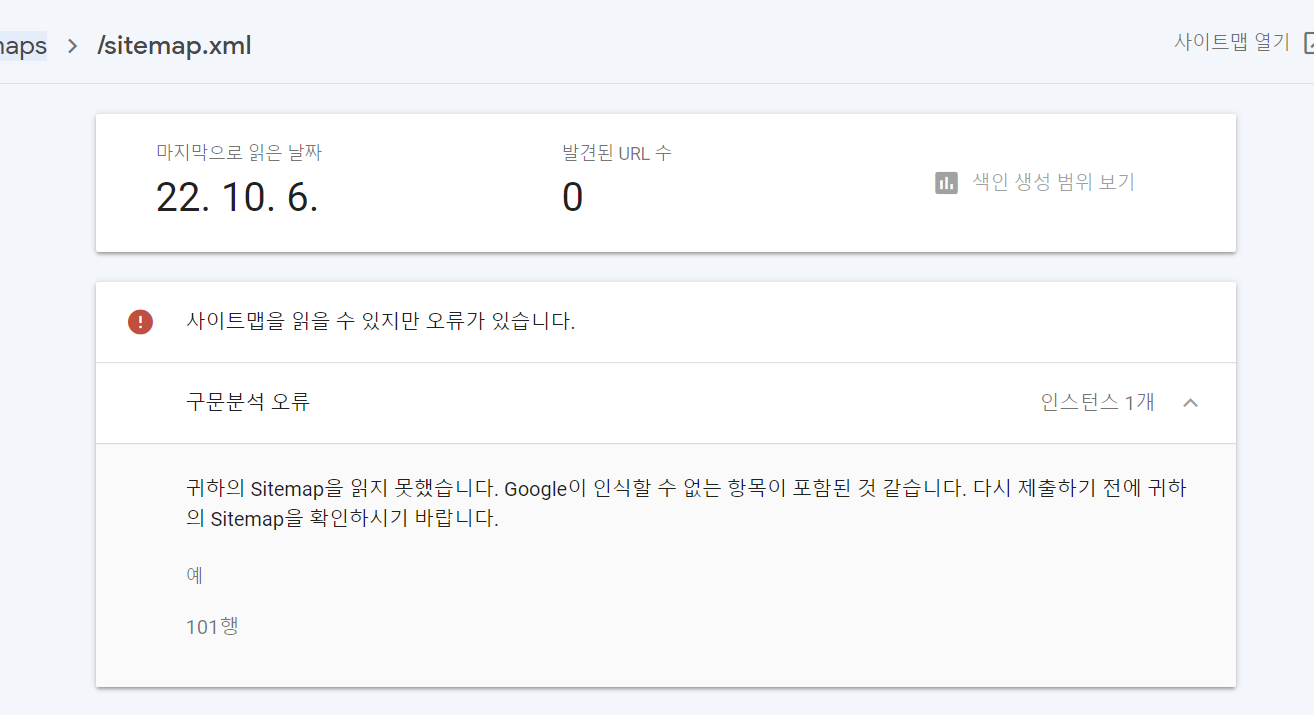 /sitemap.xml
사이트맵 열기
마지막으로 읽은 날짜
22. 10. 6.
발견된 URL 수
0
색인 생성 범위 보기
사이트맵을 읽을 수 있지만 오류가 있습니다.
구문분석 오류
인스턴스 1개
귀하의 Sitemap을 읽지 못했습니다. Google이 인식할 수 없는 항목이 포함된 것 같습니다. 다시 제출하기 전에 귀하
의 Sitemap을 확인하시기 바랍니다.
예
101행